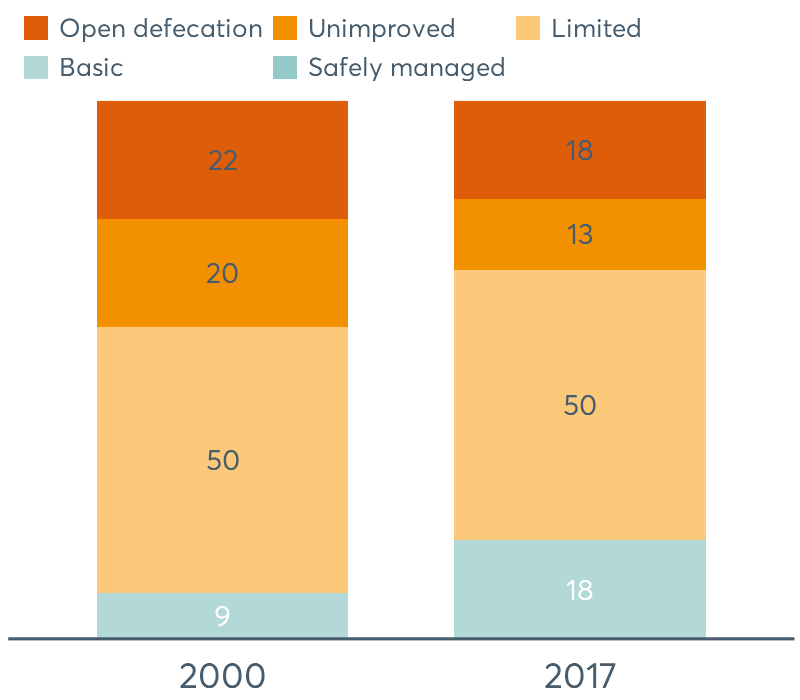 Open defecation Unimproved Limited
Basic Safely managed
22 18
20 13
50 50
9 18
2000 2017